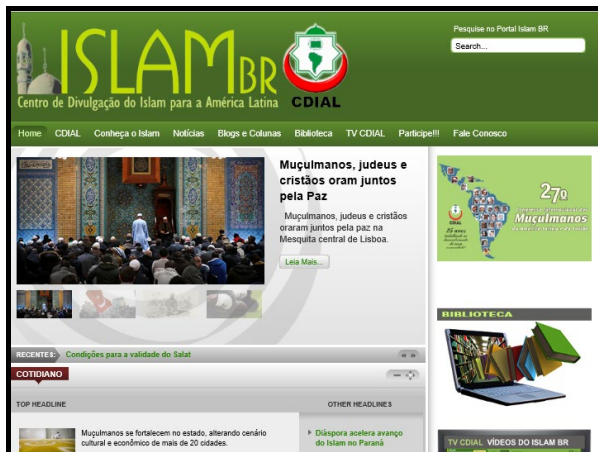 Pesquise no Portal Islam BR
Search...
ISLAMBR
Centro de Divulgação do Islam para a América Latina
CDIAL
Home CDIAL Conheça o Islam Notícias Blogs e Colunas Biblioteca TV CDIAL Participe!!! Fale Conosco
Muçulmanos, judeus e
cristãos oram juntos
pela Paz
Muçulmanos, judeus e cristãos
oraram juntos pela paz na
Mesquita central de Lisboa.
Leia Mais...
27º
Muçulmanos
CDIAL
25 anos
BIBLIOTECA
RECENTES: Condições para a validade do Salat
COTIDIANO
TOP HEADLINE
OTHER HEADLINES
Muçulmanos se fortalecem no estado, alterando cenário
cultural e econômico de mais de 20 cidades.
Diáspora acelera avanço
do Islam no Paraná
TV CDIAL VÍDEOS DO ISLAM BR